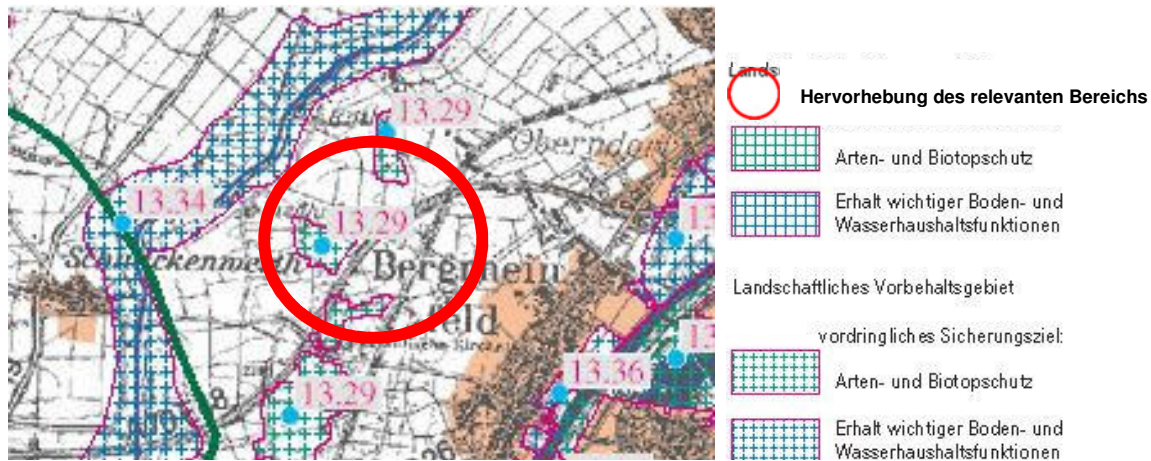 13.29
Oberndorf
13.34
13.29
Bergrhein
feld
13.36
13.29
Lands
Hervorhebung des relevanten Bereichs
Arten- und Biotopschutz
Erhalt wichtiger Boden- und
Wasserhaushaltsfunktionen
Landschaftliches Vorbehaltsgebiet
vordringliches Sicherungsziel:
Arten- und Biotopschutz
Erhalt wichtiger Boden- und
Wasserhaushaltsfunktionen